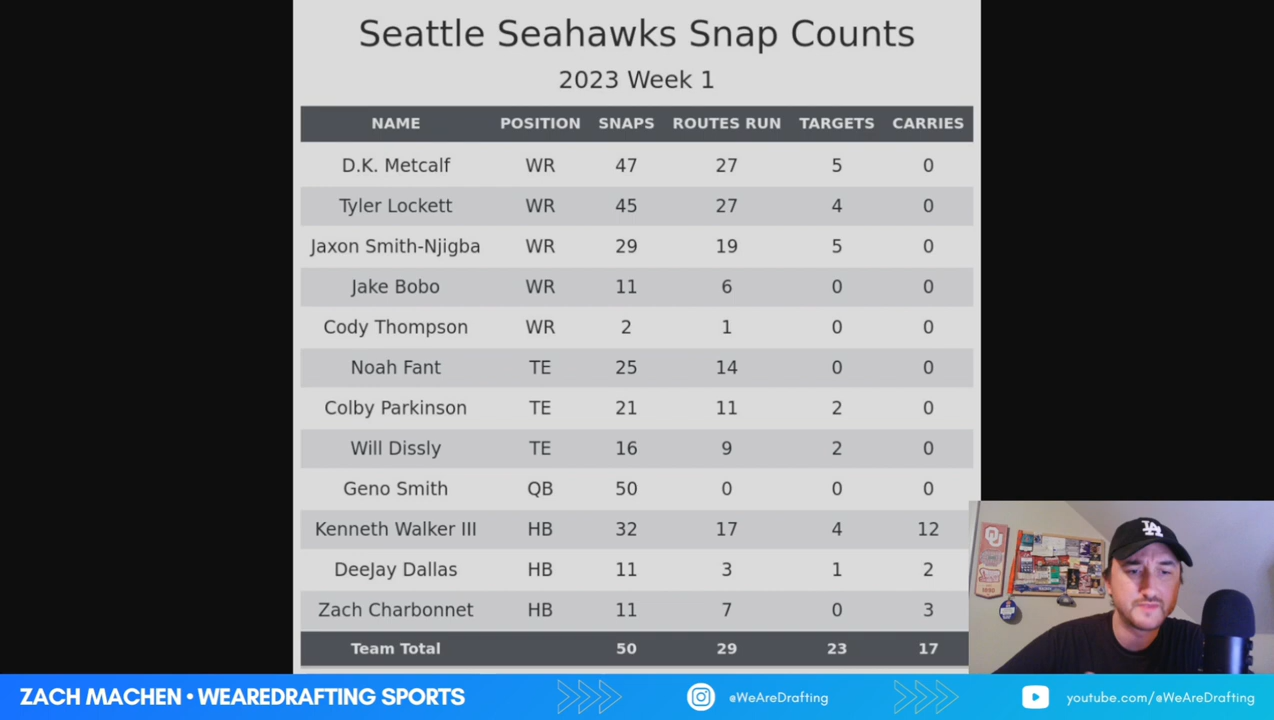 Seattle Seahawks Snap Counts
2023 Week 1
NAME POSITION SNAPS ROUTES RUN TARGETS CARRIES
D.K. Metcalf WR 47 27 5 0
Tyler Lockett WR 45 27 4 0
Jaxon Smith-Njigba WR 29 19 5 0
Jake Bobo WR 11 6 0 0
Cody Thompson WR 2 1 0 0
Noah Fant TE 25 14 0 0
Colby Parkinson TE 21 11 2 0
Will Dissly TE 16 9 2 0
Geno Smith QB 50 0 0 0
Kenneth Walker III HB 32 17 4 12
DeeJay Dallas HB 11 3 1 2
Zach Charbonnet HB 11 7 0 3
Team Total 50 29 23 17
LA
ZACH MACHEN • WEAREDRAFTING SPORTS
@WeAreDrafting
youtube.com/@WeAreDrafting